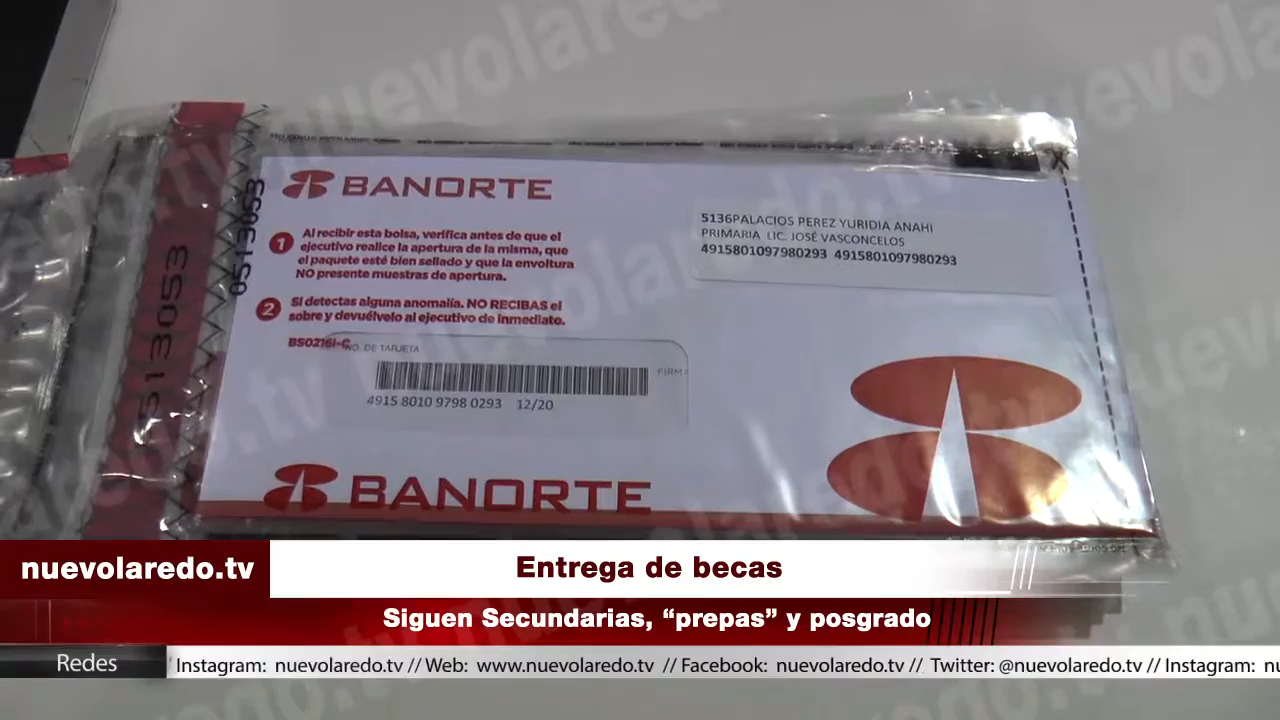 BANORTE
1 Al recibir esta bolsa, verifica antes de que el
ejecutivo realice la apertura de la misma, que
el paquete esté bien sellado y que la envoltura
NO presente muestras de apertura.
2 Si detectas alguna anomalía. NO RECIBAS el
sobre y devuélvelo al ejecutivo de inmediato.
BS0216I-C
NO. DE TARJETA
4915 8010 9798 0293 12/20
5136PALACIOS PEREZ YURIDIA ANAHI
PRIMARIA LIC. JOSÉ VASCONCELOS
4915801097980293 4915801097980293
BANORTE
0513053
0513053
nuevolaredo.tv
Entrega de becas
Siguen Secundarias, “prepas” y posgrado
Redes
Instagram: nuevolaredo.tv // Web: www.nuevolaredo.tv // Facebook: nuevolaredo.tv // Twitter: @nuevolaredo.tv // Instagram: